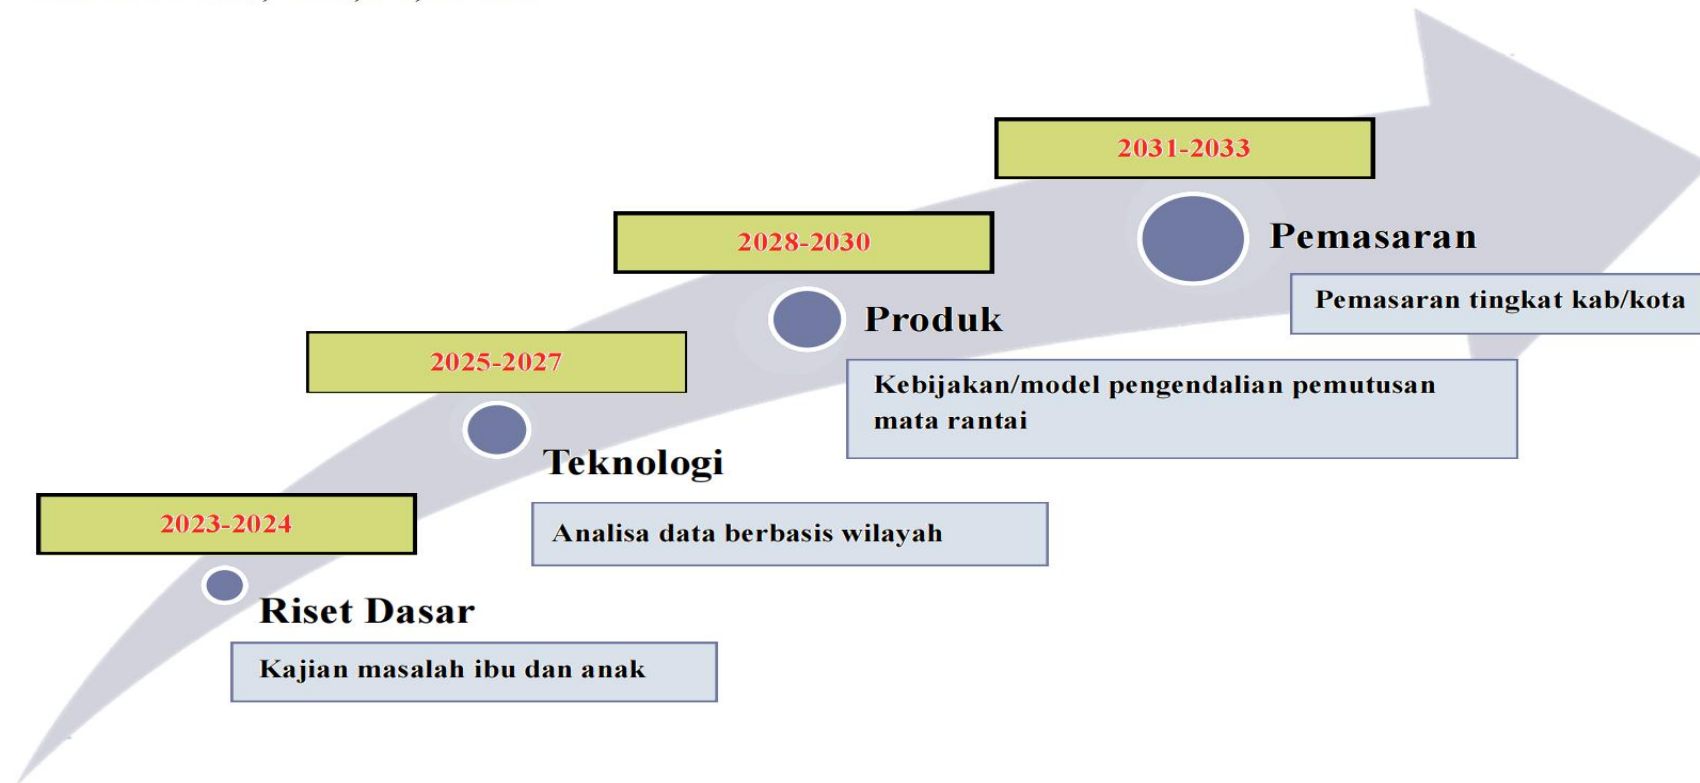 2023-2024
Riset Dasar
Kajian masalah ibu dan anak
2025-2027
Teknologi
Analisa data berbasis wilayah
2028-2030
Produk
Kebijakan/model pengendalian pemutusan
mata rantai
2031-2033
Pemasaran
Pemasaran tingkat kab/kota